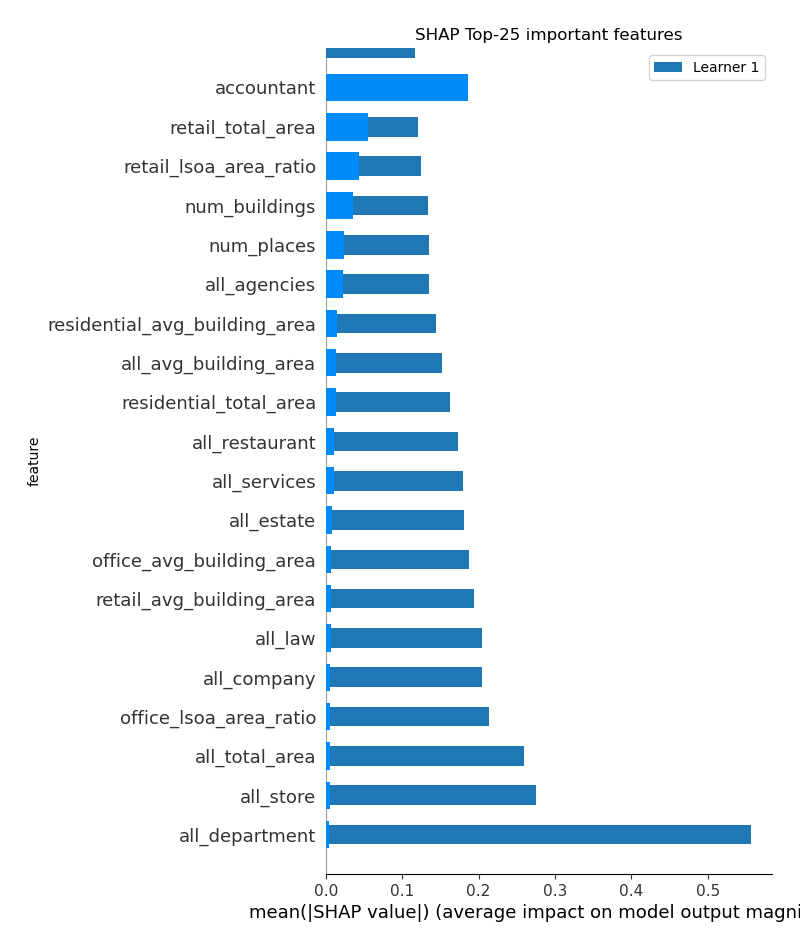 SHAP Top-25 important features
Learner 1
accountant
retail_total_area
retail_lsoa_area_ratio
num_buildings
num_places
all_agencies
residential_avg_building_area
all_avg_building_area
residential_total_area
all_restaurant
all_services
all_estate
office_avg_building_area
retail_avg_building_area
all_law
all_company
office_lsoa_area_ratio
all_total_area
all_store
all_department
feature
0.0 0.1 0.2 0.3 0.4 0.5
mean(|SHAP value|) (average impact on model output magni